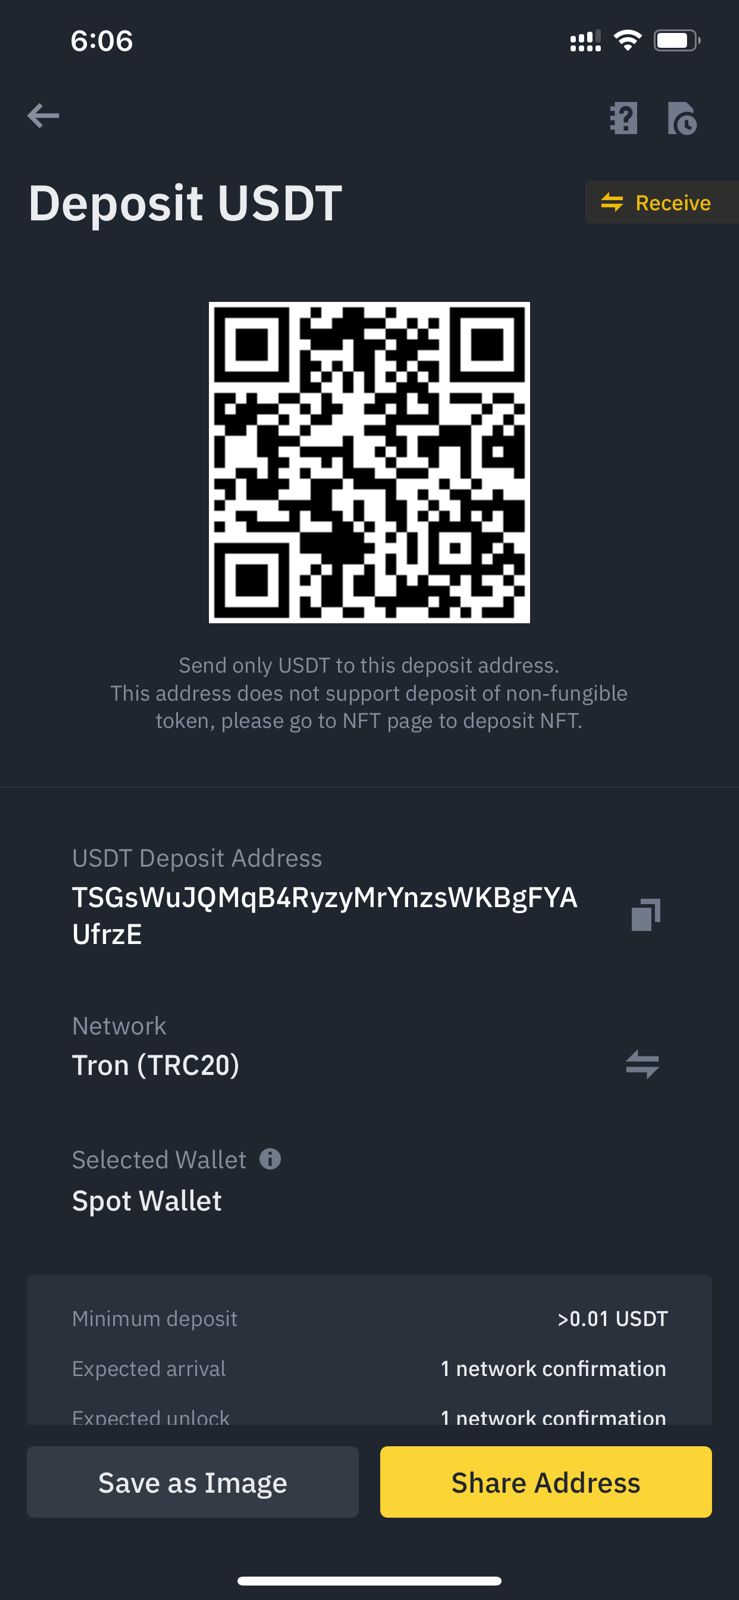 6:06
Deposit USDT
Receive
Send only USDT to this deposit address.
This address does not support deposit of non-fungible
token, please go to NFT page to deposit NFT.
USDT Deposit Address
TSGsWuJQMqB4RyzyMrYnzsWKBgFYA
UfrzE
Network
Tron (TRC20)
Selected Wallet
Spot Wallet
Minimum deposit >0.01 USDT
Expected arrival 1 network confirmation
Expected unlock 1 network confirmation
Save as Image Share Address